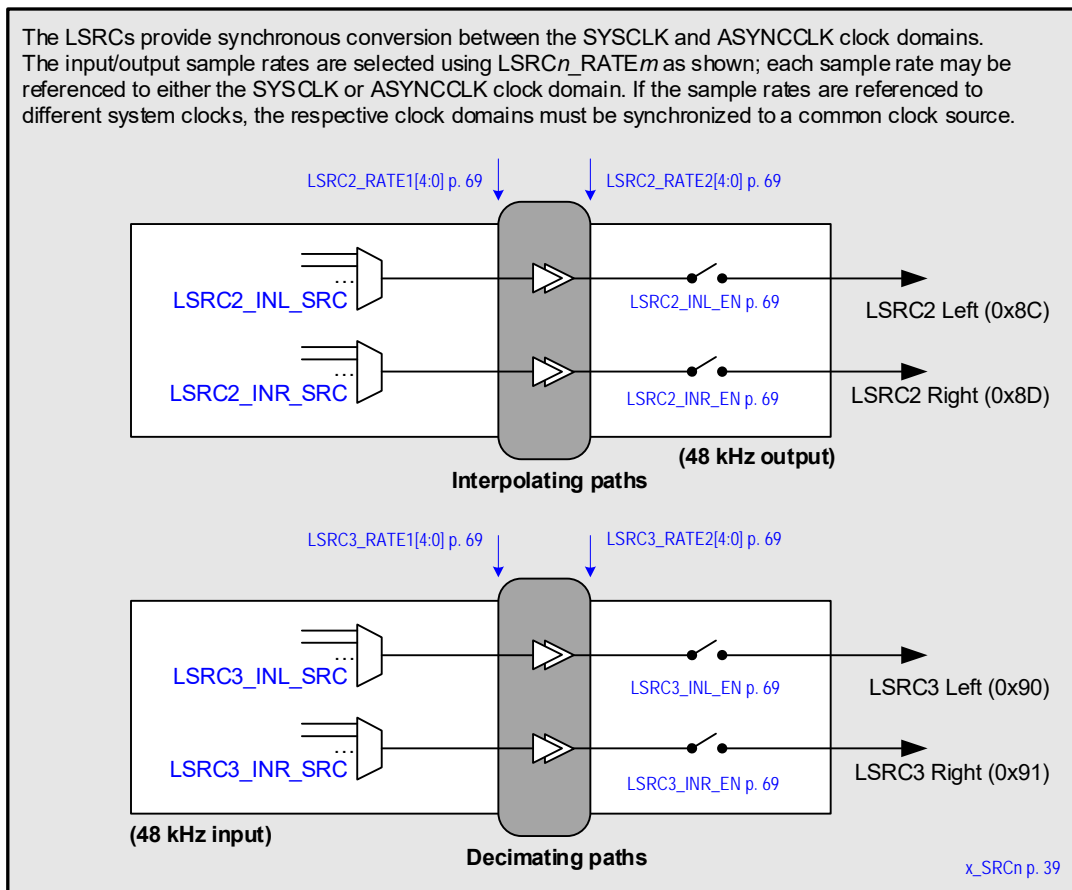 The LSRCs provide synchronous conversion between the SYSCLK and ASYNCCLK clock domains.
The input/output sample rates are selected using LSRCn_RATEm as shown; each sample rate may be
referenced to either the SYSCLK or ASYNCCLK clock domain. If the sample rates are referenced to
different system clocks, the respective clock domains must be synchronized to a common clock source.
LSRC2_RATE1[4:0] p. 69
LSRC2_RATE2[4:0] p. 69
...
LSRC2_INL_SRC
LSRC2_INL_EN p. 69
LSRC2 Left (0x8C)
...
LSRC2_INR_SRC
LSRC2_INR_EN p. 69
LSRC2 Right (0x8D)
(48 kHz output)
Interpolating paths
LSRC3_RATE1[4:0] p. 69
LSRC3_RATE2[4:0] p. 69
...
LSRC3_INL_SRC
LSRC3_INL_EN p. 69
LSRC3 Left (0x90)
...
LSRC3_INR_SRC
LSRC3_INR_EN p. 69
LSRC3 Right (0x91)
(48 kHz input)
Decimating paths
x_SRCn p. 39